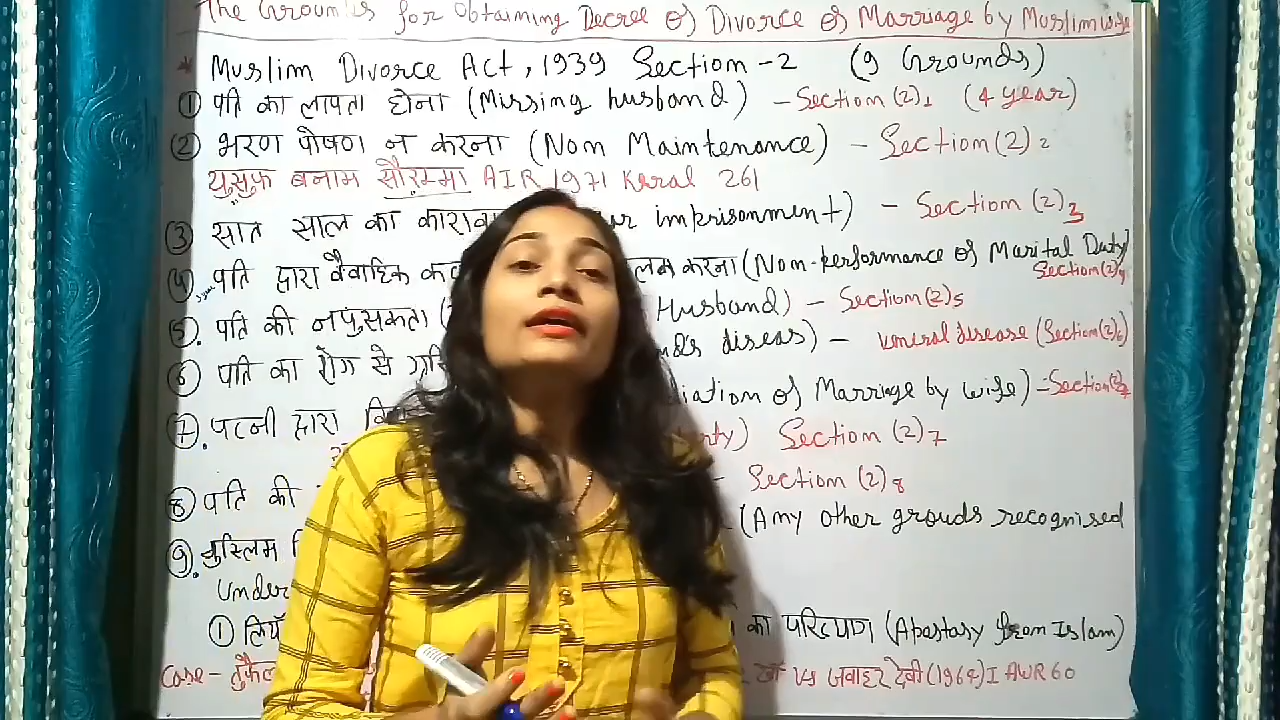 The Grounds for Obtaining Decree of Divorce of Marriage by Muslim wife
* Muslim Divorce Act, 1939 Section-2 (9 Grounds)
① पति का लापता होना (Missing husband) - Section(2)1 (4 year)
② भरण पोषण न करना (Non Maintenance) - Section(2)2
युसुफ बनाम सौरम्मा AIR 1971 Keral 261
③ सात साल का कारावा imprisonment) - Section(2)3
④ पति द्वारा वैवाहिक करना (Non-performance of Marital Duty)
Section(2)4
⑤. पति की नपुसकता ( Husband) - Section(2)5
⑥ पति का रोग से diseas) - veneral disease (Section(2)6)
⑦. पत्नी द्वारा of Marriage by wife) - Section(2)7
Section (2)7
⑧ पति की - Section (2)8
⑨. मुस्लिम (Any other grouds recognised
Under
① का परित्याग (Apostasy from Islam)
Case - Vs जवाहर देवी (1964) I AWR 60